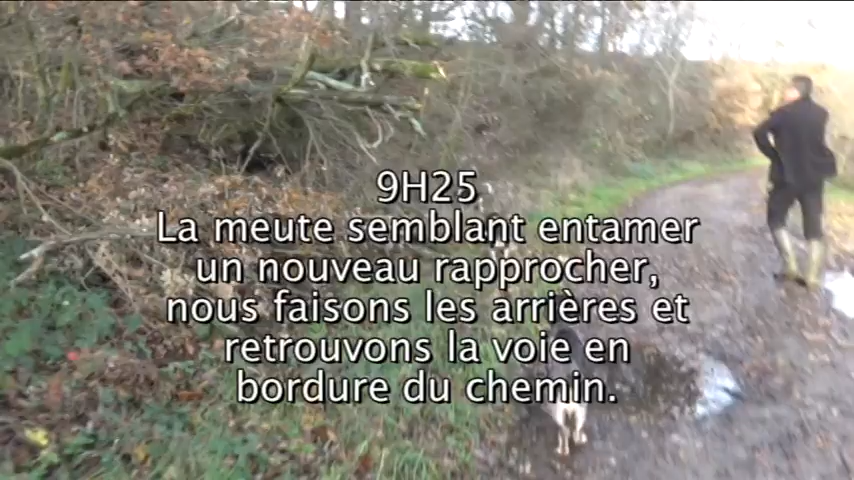 9H25
La meute semblant entamer
un nouveau rapprocher,
nous faisons les arrières et
retrouvons la voie en
bordure du chemin.